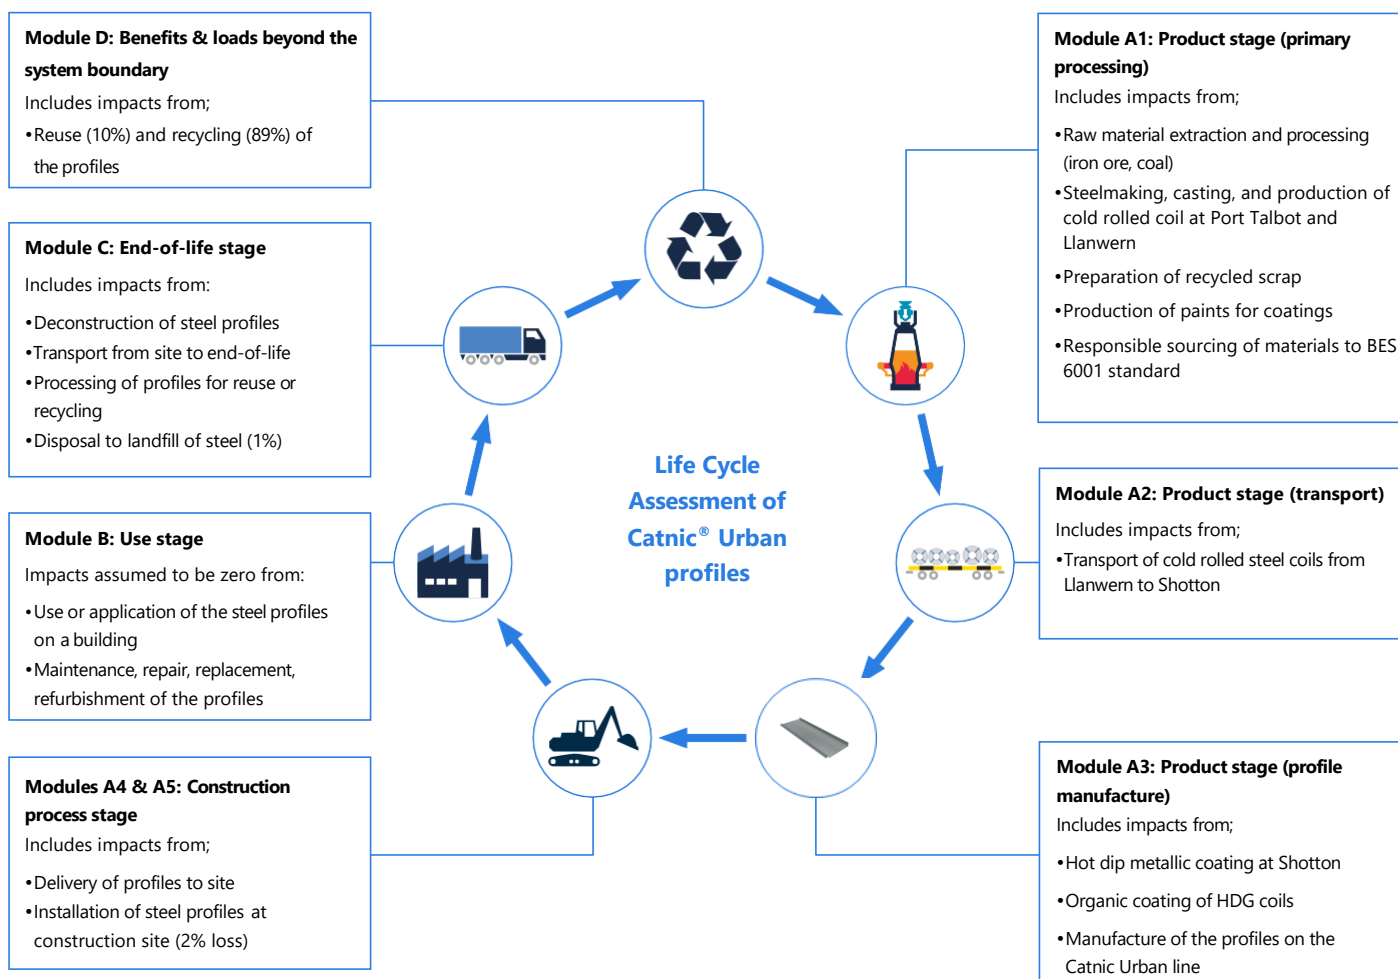 Module D: Benefits & loads beyond the
system boundary
Includes impacts from;
•Reuse (10%) and recycling (89%) of
the profiles
Module C: End-of-life stage
Includes impacts from:
•Deconstruction of steel profiles
•Transport from site to end-of-life
•Processing of profiles for reuse or
recycling
•Disposal to landfill of steel (1%)
Module B: Use stage
Impacts assumed to be zero from:
•Use or application of the steel profiles
on a building
•Maintenance, repair, replacement,
refurbishment of the profiles
Modules A4 & A5: Construction
process stage
Includes impacts from;
•Delivery of profiles to site
•Installation of steel profiles at
construction site (2% loss)
Life Cycle
Assessment of
Catnic® Urban
profiles
Module A1: Product stage (primary
processing)
Includes impacts from;
•Raw material extraction and processing
(iron ore, coal)
•Steelmaking, casting, and production of
cold rolled coil at Port Talbot and
Llanwern
•Preparation of recycled scrap
•Production of paints for coatings
•Responsible sourcing of materials to BES
6001 standard
Module A2: Product stage (transport)
Includes impacts from;
•Transport of cold rolled steel coils from
Llanwern to Shotton
Module A3: Product stage (profile
manufacture)
Includes impacts from;
•Hot dip metallic coating at Shotton
•Organic coating of HDG coils
•Manufacture of the profiles on the
Catnic Urban line